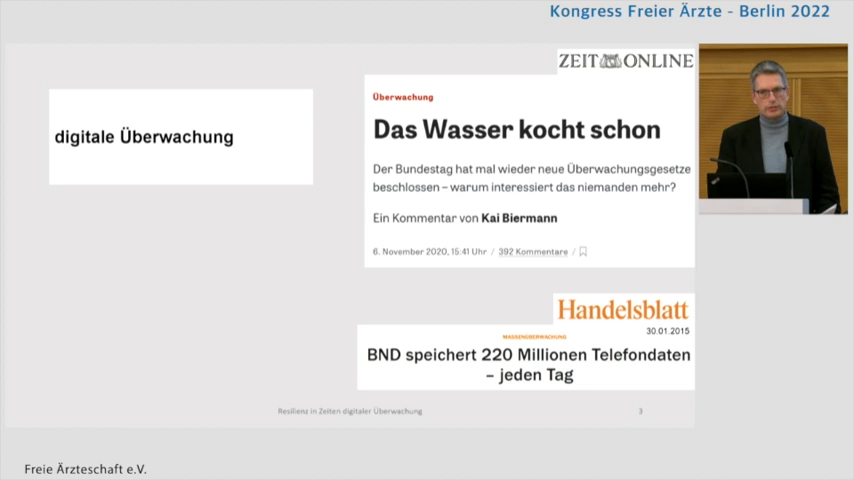 Kongress Freier Ärzte - Berlin 2022
ZEIT ONLINE
digitale Überwachung
Überwachung
Das Wasser kocht schon
Der Bundestag hat mal wieder neue Überwachungsgesetze
beschlossen – warum interessiert das niemanden mehr?
Ein Kommentar von Kai Biermann
6. November 2020, 15:41 Uhr / 392 Kommentare /
Handelsblatt
30.01.2015
MASSENÜBERWACHUNG
BND speichert 220 Millionen Telefondaten
– jeden Tag
Resilienz in Zeiten digitaler Überwachung
3
Freie Ärzteschaft e.V.